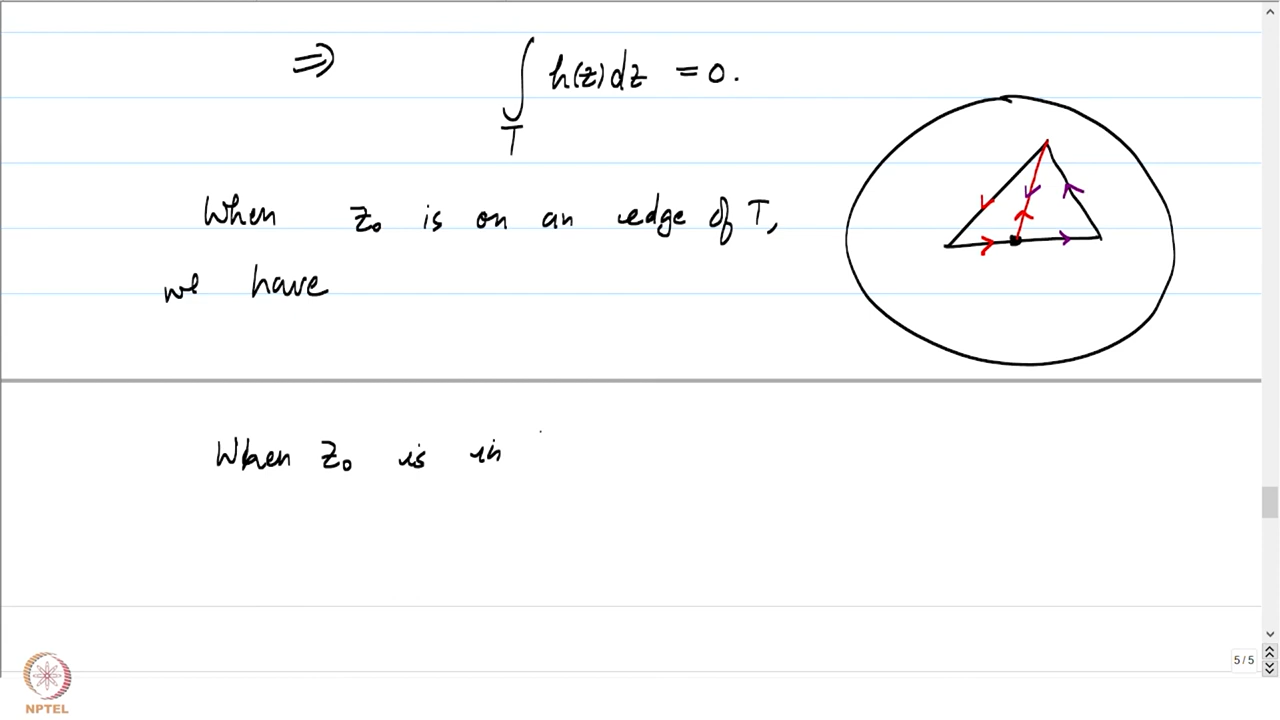 ⇒ ∫_T h(z)dz = 0.
When z₀ is on an edge of T,
we have
When z₀ is in
5 / 5
NPTEL